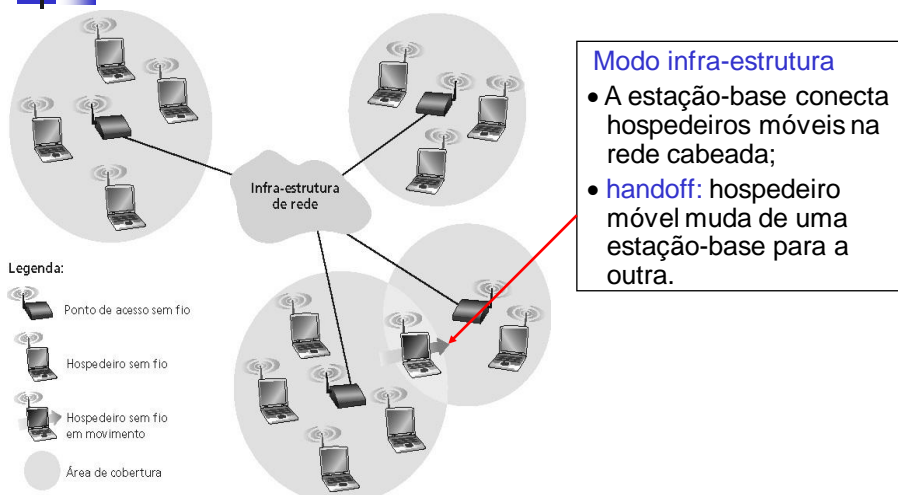 Modo infra-estrutura
• A estação-base conecta
hospedeiros móveis na
rede cabeada;
• handoff: hospedeiro
móvel muda de uma
estação-base para a
outra.
Infra-estrutura
de rede
Legenda:
Ponto de acesso sem fio
Hospedeiro sem fio
Hospedeiro sem fio
em movimento
Área de cobertura